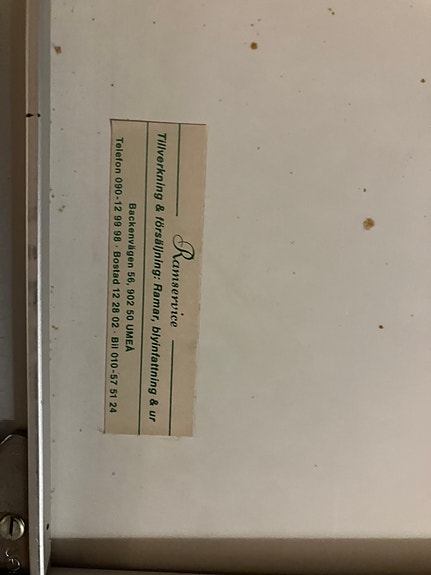 Ramservice
Tillverkning & försäljning: Ramar, blyinfattning & ur
Backenvägen 56, 902 50 UMEÅ
Telefon 090-12 99 98 · Bostad 12 28 02 · Bil 010-57 51 24